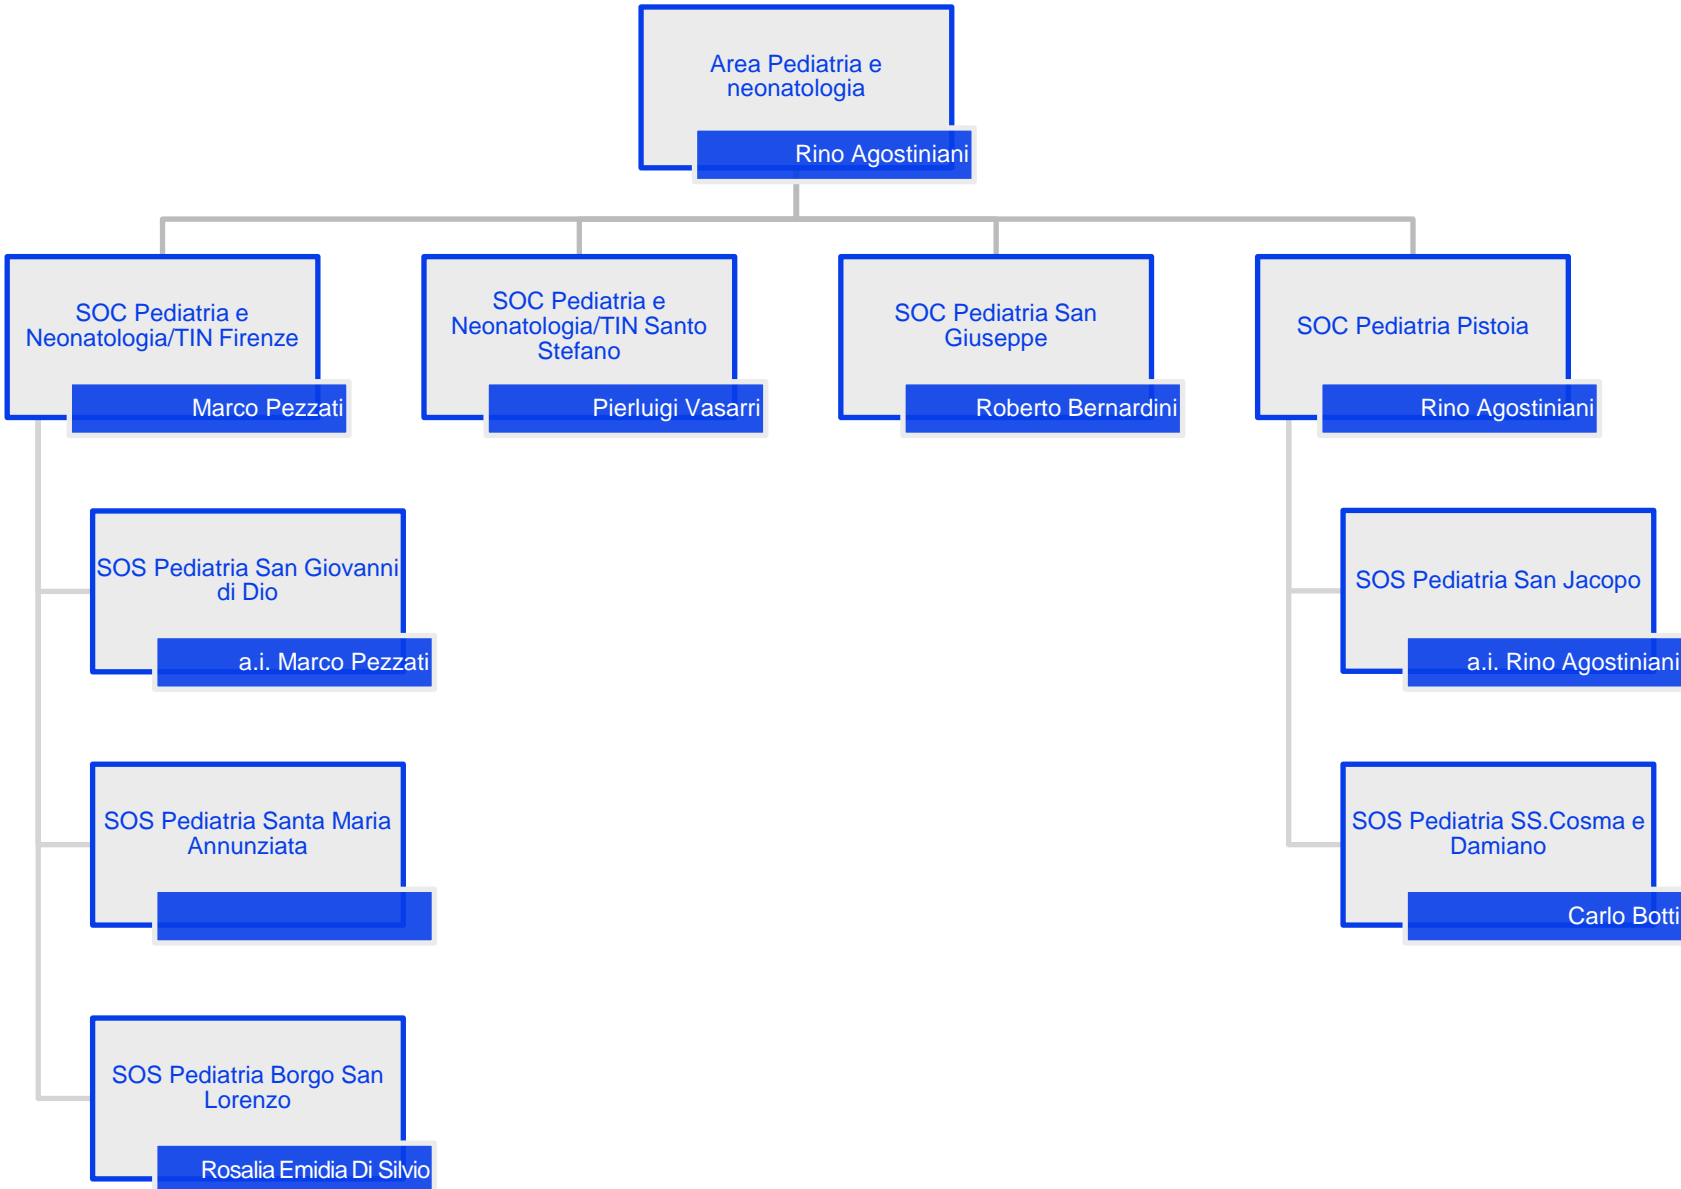 Area Pediatria e
neonatologia
Rino Agostiniani
SOC Pediatria e
Neonatologia/TIN Firenze
Marco Pezzati
SOC Pediatria e
Neonatologia/TIN Santo
Stefano
Pierluigi Vasarri
SOC Pediatria San
Giuseppe
Roberto Bernardini
SOC Pediatria Pistoia
Rino Agostiniani
SOS Pediatria San Giovanni
di Dio
a.i. Marco Pezzati
SOS Pediatria San Jacopo
a.i. Rino Agostiniani
SOS Pediatria Santa Maria
Annunziata
SOS Pediatria SS.Cosma e
Damiano
Carlo Botti
SOS Pediatria Borgo San
Lorenzo
Rosalia Emidia Di Silvio